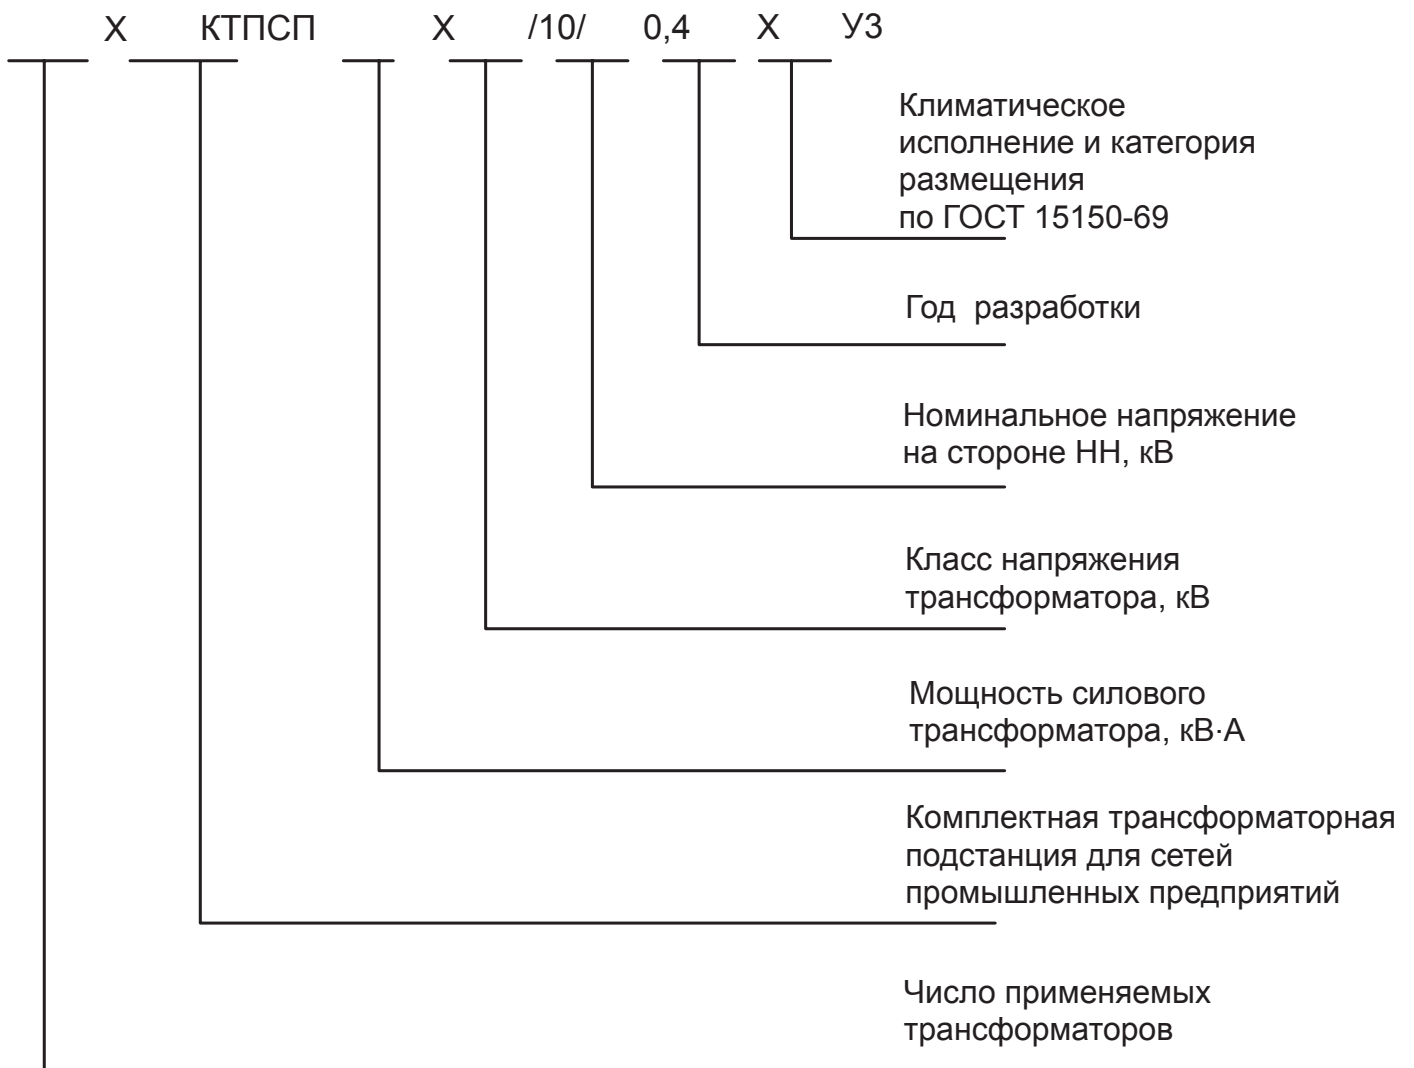 Х КТПСП Х /10/ 0,4 Х У3
Климатическое
исполнение и категория
размещения
по ГОСТ 15150-69
Год разработки
Номинальное напряжение
на стороне НН, кВ
Класс напряжения
трансформатора, кВ
Мощность силового
трансформатора, кВ·А
Комплектная трансформаторная
подстанция для сетей
промышленных предприятий
Число применяемых
трансформаторов